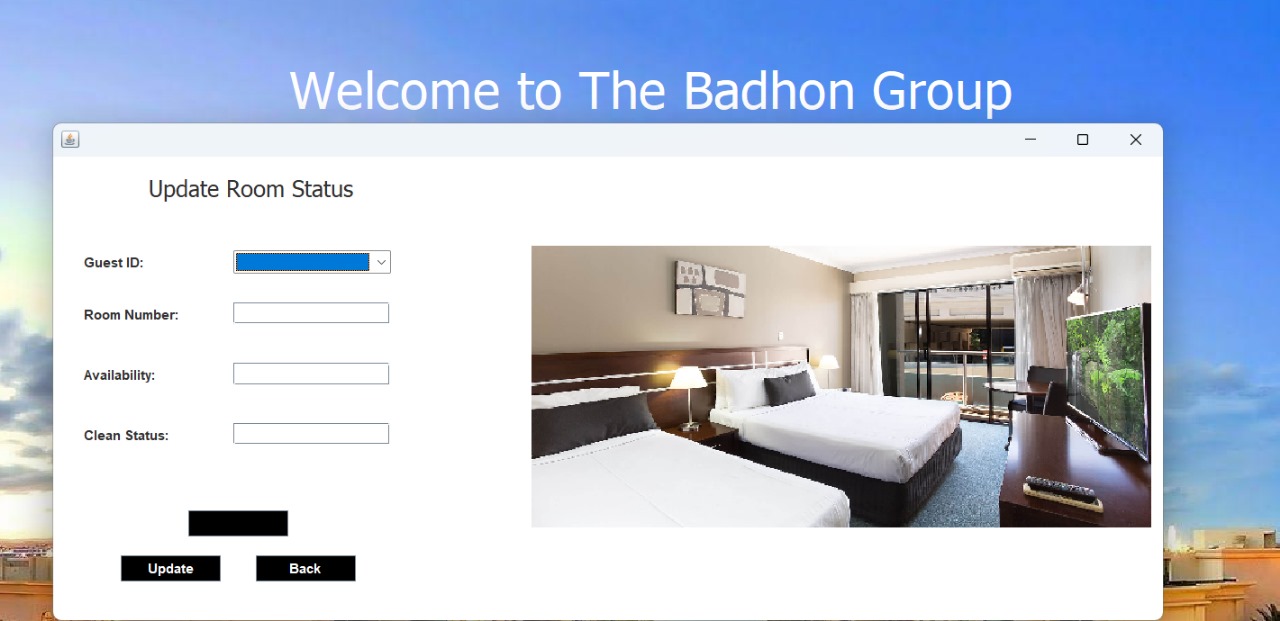 Welcome to The Badhon Group
Update Room Status
Guest ID:
Room Number:
Availability:
Clean Status:
Update
Back